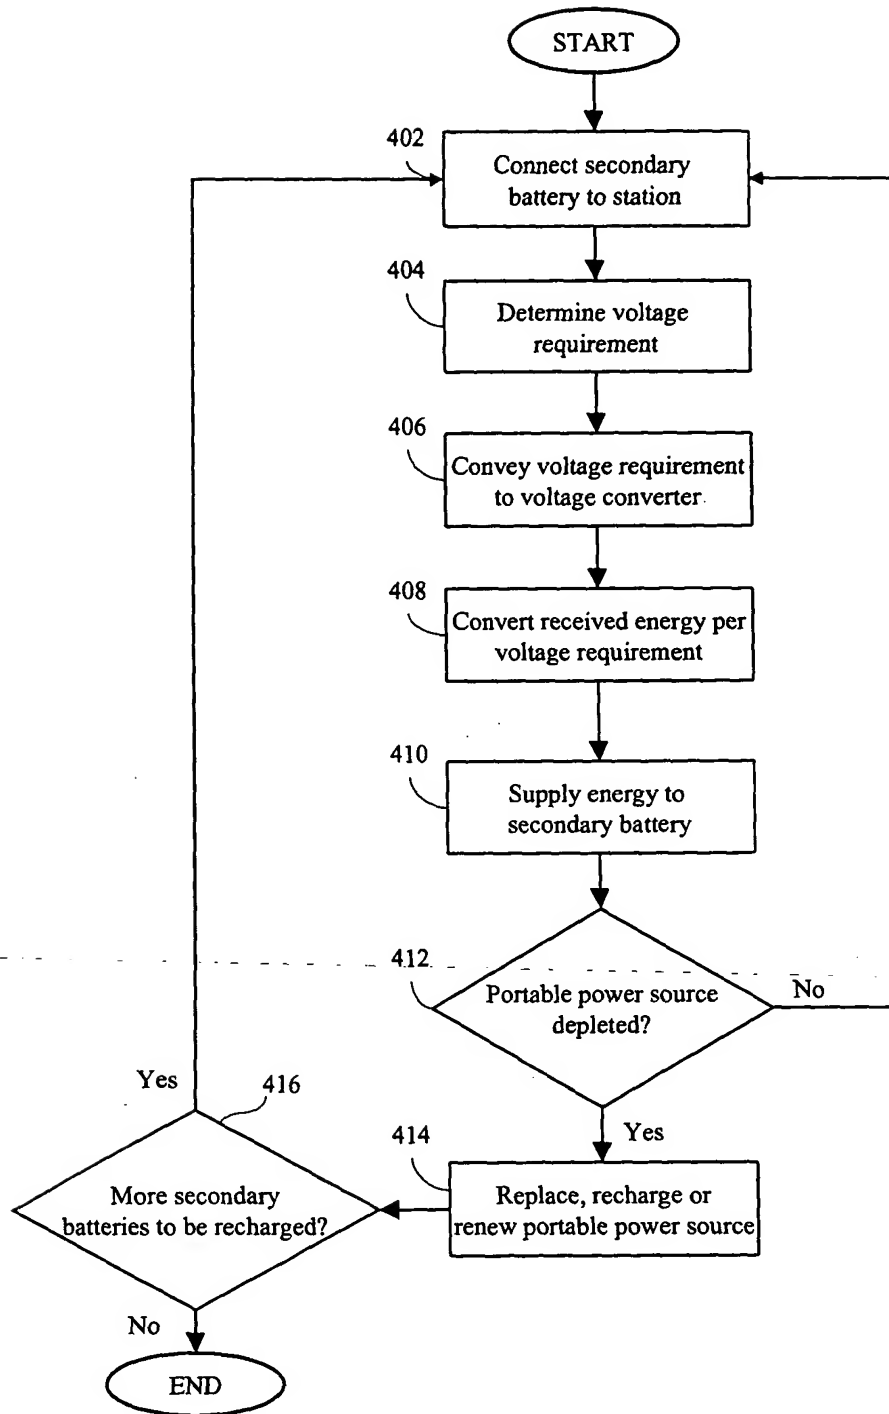 START
402
Connect secondary
battery to station
404
Determine voltage
requirement
406
Convey voltage requirement
to voltage converter
408
Convert received energy per
voltage requirement
410
Supply energy to
secondary battery
412
Portable power source
depleted?
No
Yes
414
Replace, recharge or
renew portable power source
416
Yes
More secondary
batteries to be recharged?
No
END